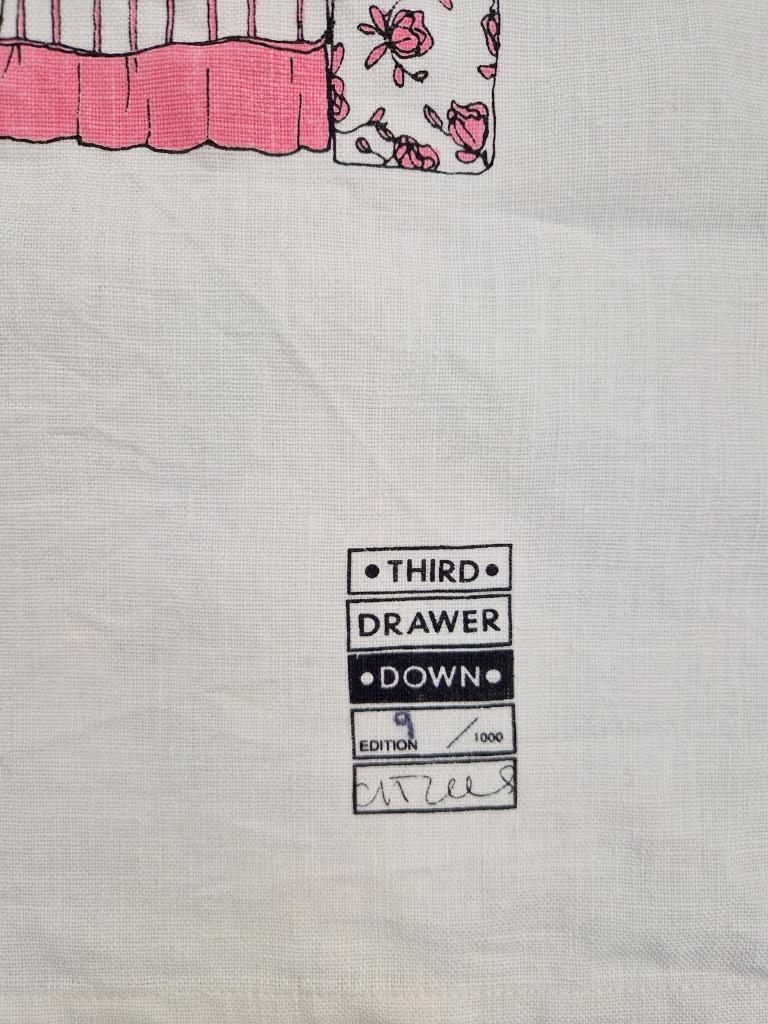 • THIRD •
DRAWER
• DOWN •
EDITION 9 / 1000